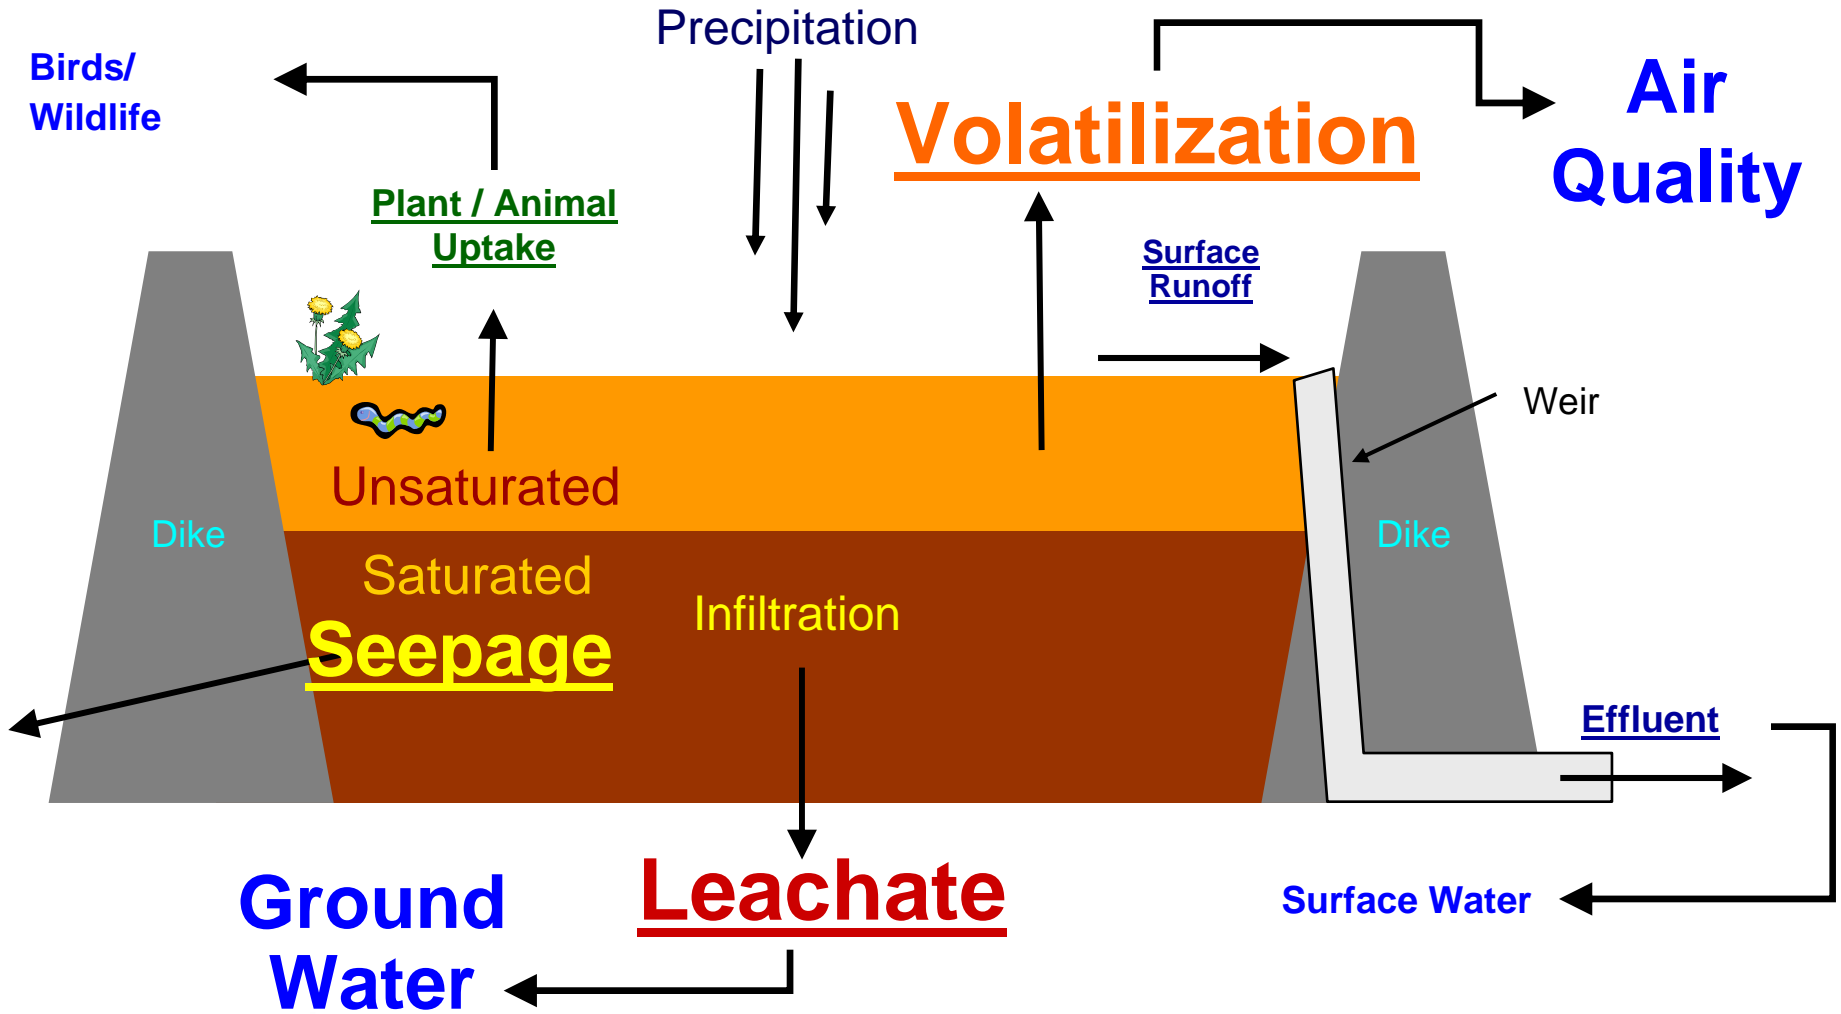 Precipitation
Birds/
Wildlife
Volatilization
Air
Quality
Plant / Animal
Uptake
Surface
Runoff
Weir
Unsaturated
Dike
Dike
Saturated
Infiltration
Seepage
Effluent
Leachate
Surface Water
Ground
Water